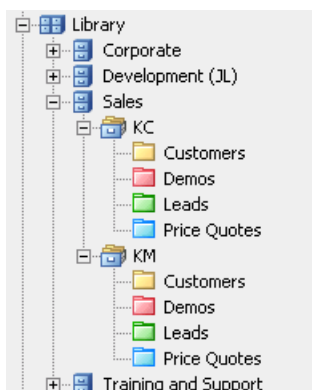 Library
Corporate
Development (JL)
Sales
KC
Customers
Demos
Leads
Price Quotes
KM
Customers
Demos
Leads
Price Quotes
Training and Support